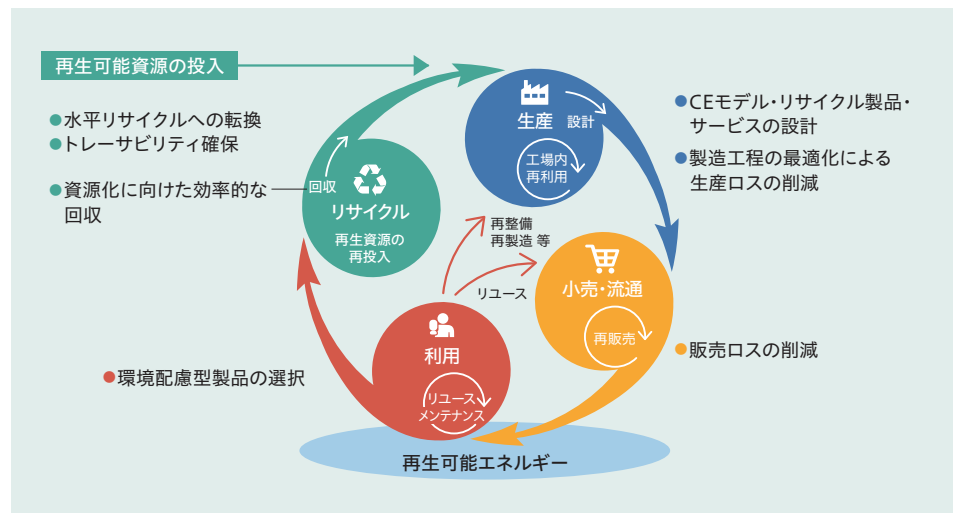 再生可能資源の投入
●水平リサイクルへの転換
●トレーサビリティ確保
●資源化に向けた効率的な
回収
回収
リサイクル
再生資源の
再投入
生産
設計
工場内
再利用
●CEモデル・リサイクル製品・
サービスの設計
●製造工程の最適化による
生産ロスの削減
再整備
再製造 等
リユース
小売・流通
再販売
●販売ロスの削減
利用
リユース
メンテナンス
●環境配慮型製品の選択
再生可能エネルギー